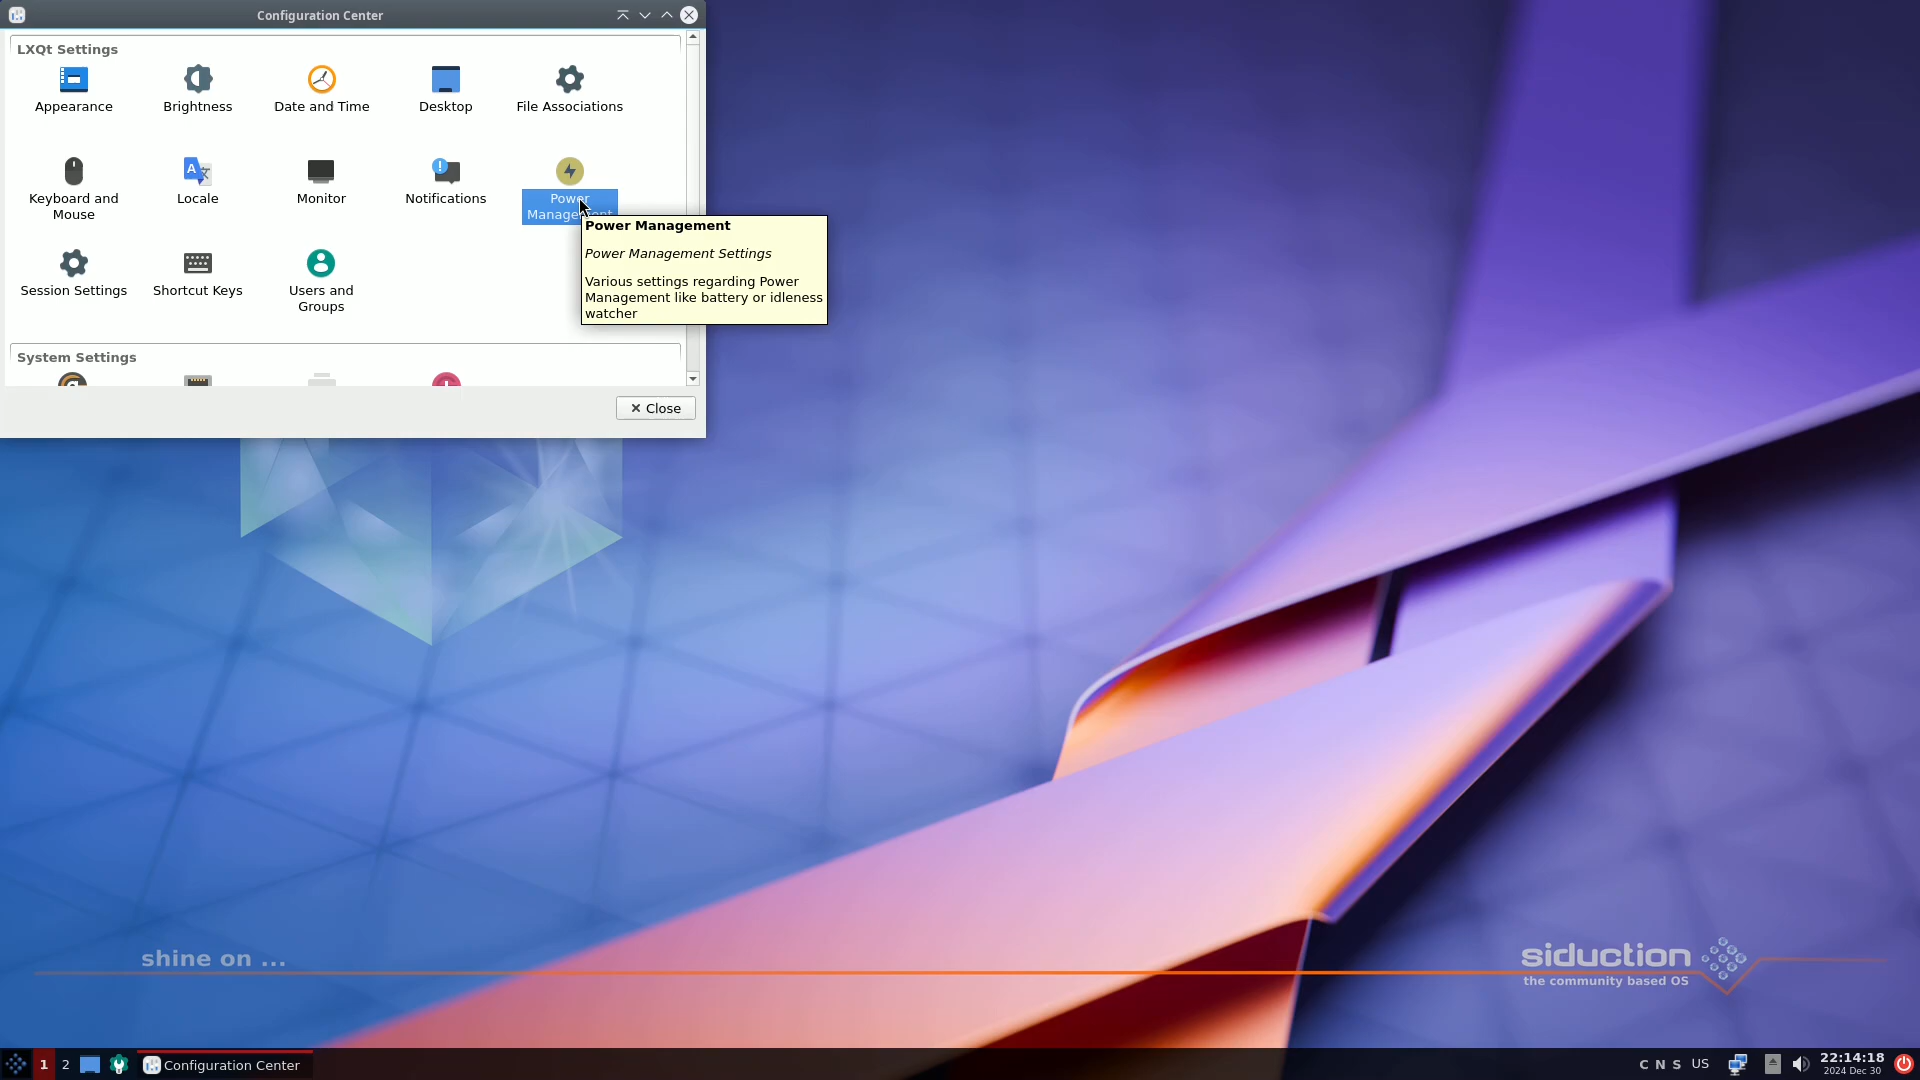 Configuration Center
LXQt Settings
Appearance
Brightness
Date and Time
Desktop
File Associations
Keyboard and
Mouse
Locale
Monitor
Notifications
Power
Management
Power Management
Power Management Settings
Various settings regarding Power
Management like battery or idleness
watcher
Session Settings
Shortcut Keys
Users and
Groups
System Settings
Close
shine on ...
siduction
the community based OS
1
2
Configuration Center
C N S US
22:14:18
2024 Dec 30